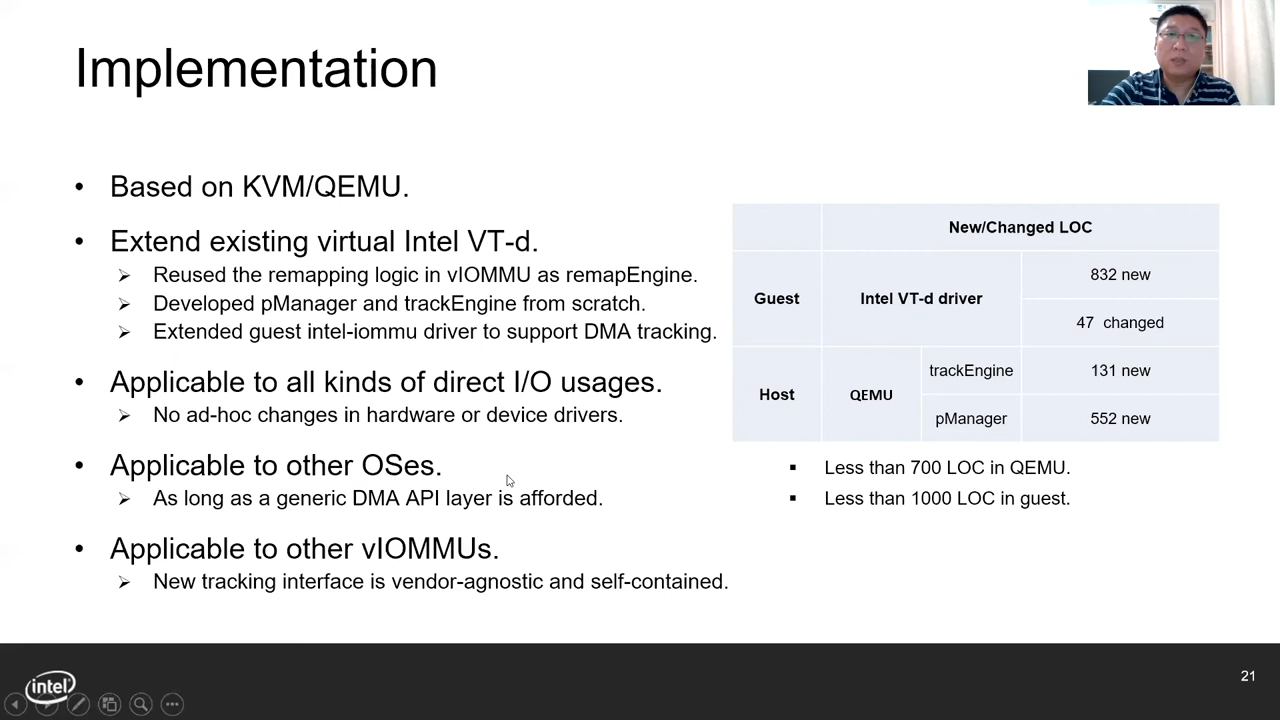 Implementation
• Based on KVM/QEMU.
• Extend existing virtual Intel VT-d.
➢ Reused the remapping logic in vIOMMU as remapEngine.
➢ Developed pManager and trackEngine from scratch.
➢ Extended guest intel-iommu driver to support DMA tracking.
• Applicable to all kinds of direct I/O usages.
➢ No ad-hoc changes in hardware or device drivers.
• Applicable to other OSes.
➢ As long as a generic DMA API layer is afforded.
• Applicable to other vIOMMUs.
➢ New tracking interface is vendor-agnostic and self-contained.
New/Changed LOC
Guest
Intel VT-d driver
832 new
47 changed
Host
QEMU
trackEngine
131 new
pManager
552 new
▪ Less than 700 LOC in QEMU.
▪ Less than 1000 LOC in guest.
intel
21